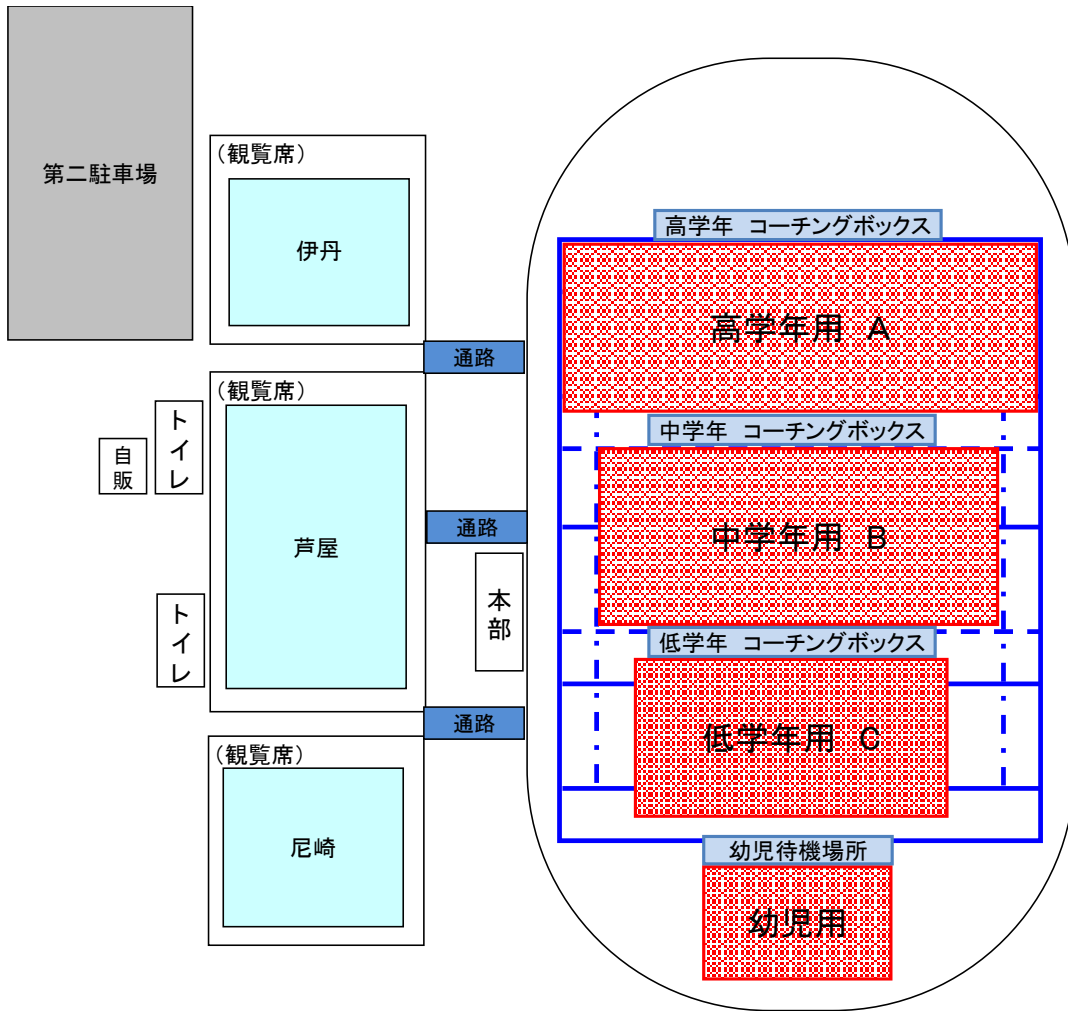 第二駐車場
(観覧席)
伊丹
通路
(観覧席)
芦屋
トイレ
自販
トイレ
通路
本部
通路
(観覧席)
尼崎
高学年 コーチングボックス
高学年用 A
中学年 コーチングボックス
中学年用 B
低学年 コーチングボックス
低学年用 C
幼児待機場所
幼児用